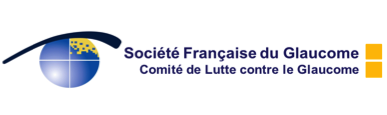 Société Française du Glaucome
Comité de Lutte contre le Glaucome